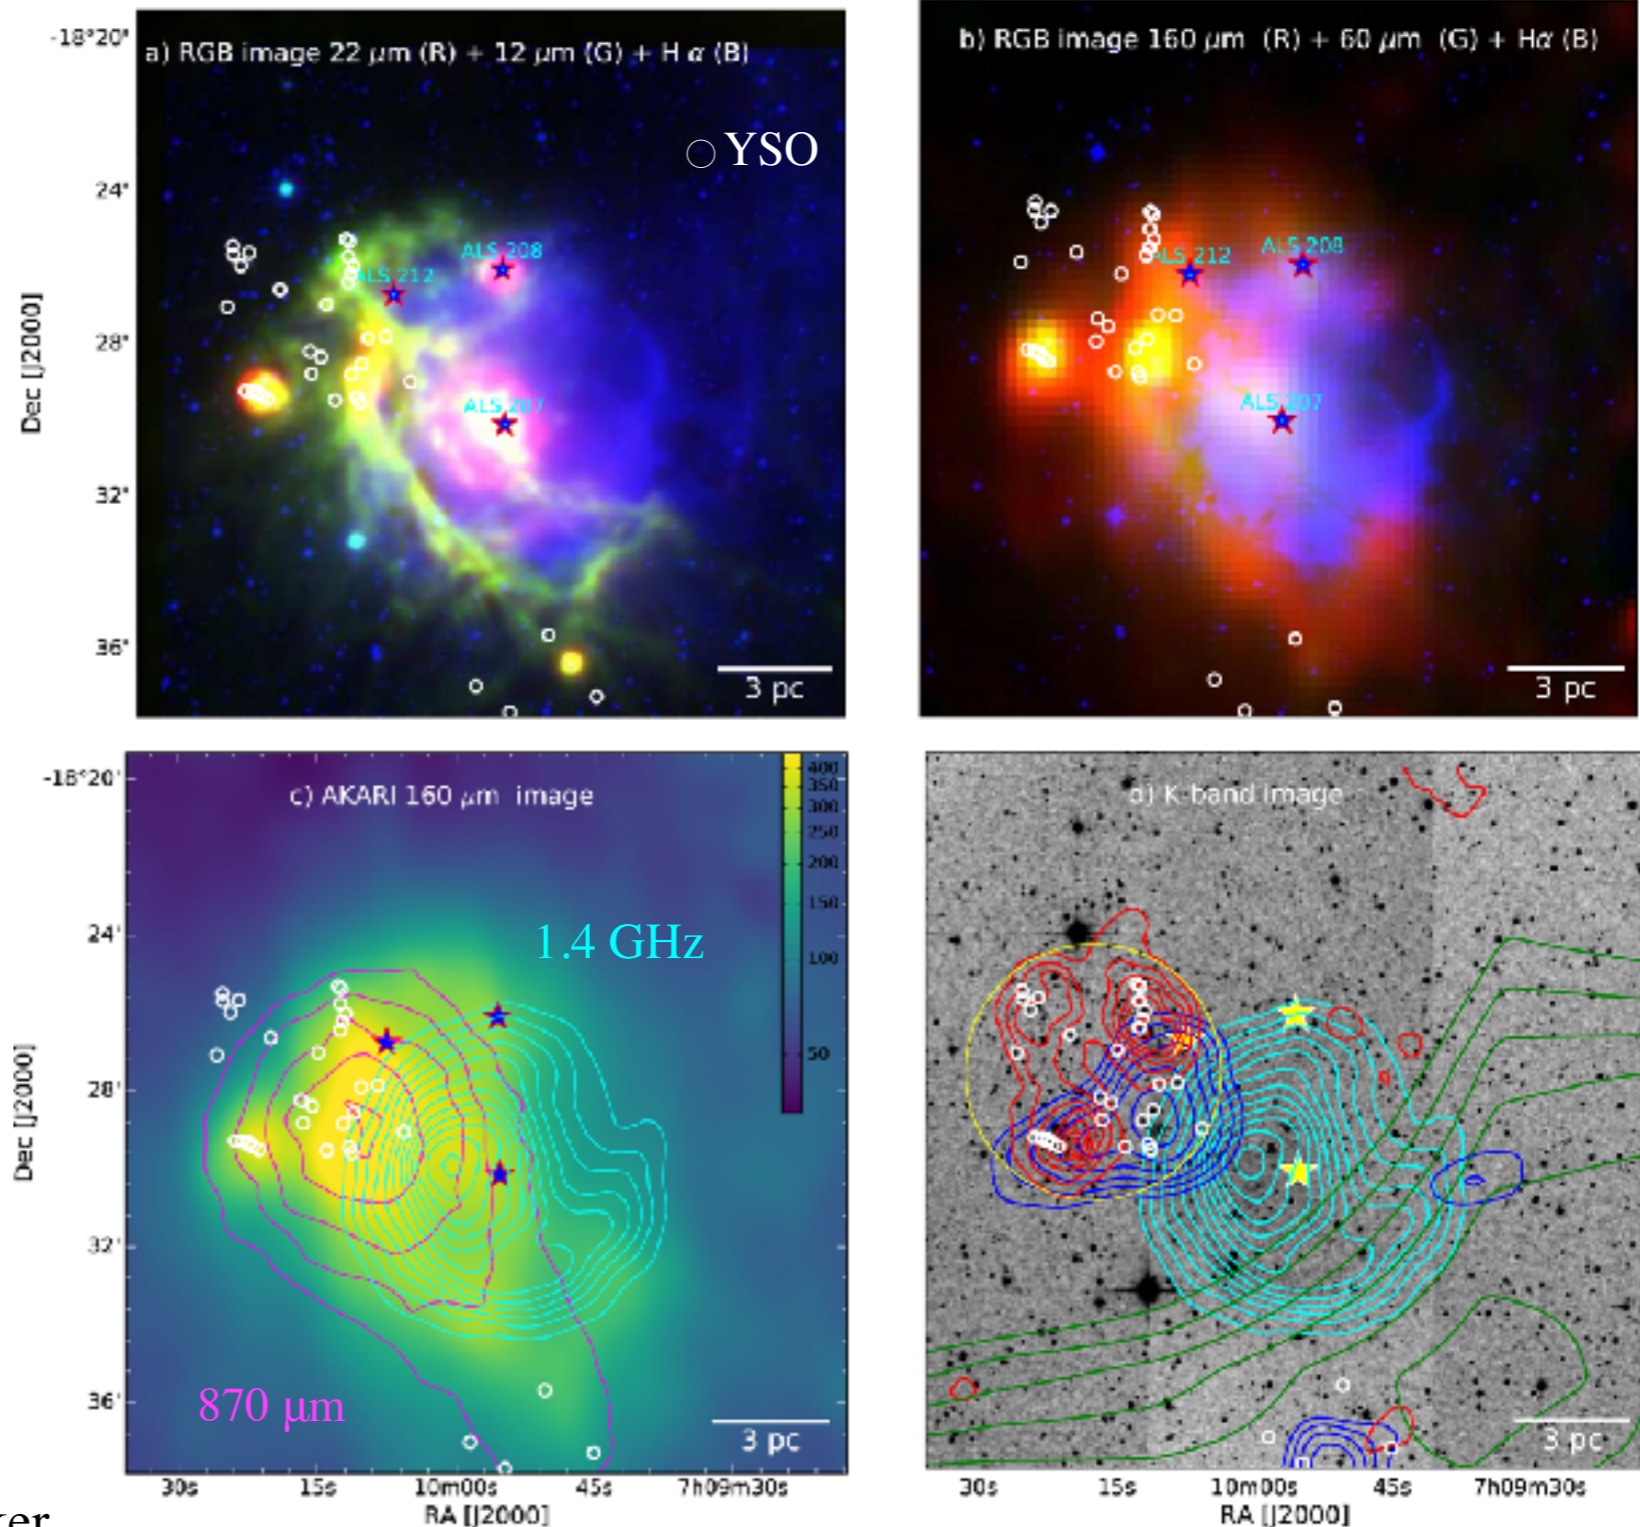 a) RGB image 22 μm (R) + 12 μm (G) + H α (B)
b) RGB image 160 μm (R) + 60 μm (G) + Hα (B)
-18°20"
24"
28"
32"
36"
Dec [J2000]
YSO
ALS 208
ALS 212
ALS 207
3 pc
ALS 208
ALS 212
ALS 207
3 pc
c) AKARI 160 μm image
d) K-band image
-18°20'
24'
28'
32'
36'
Dec [J2000]
400
350
300
250
200
150
100
50
1.4 GHz
870 μm
3 pc
3 pc
30s 15s 10m00s 45s 7h09m30s
RA [J2000]
30s 15s 10m00s 45s 7h09m30s
RA [J2000]